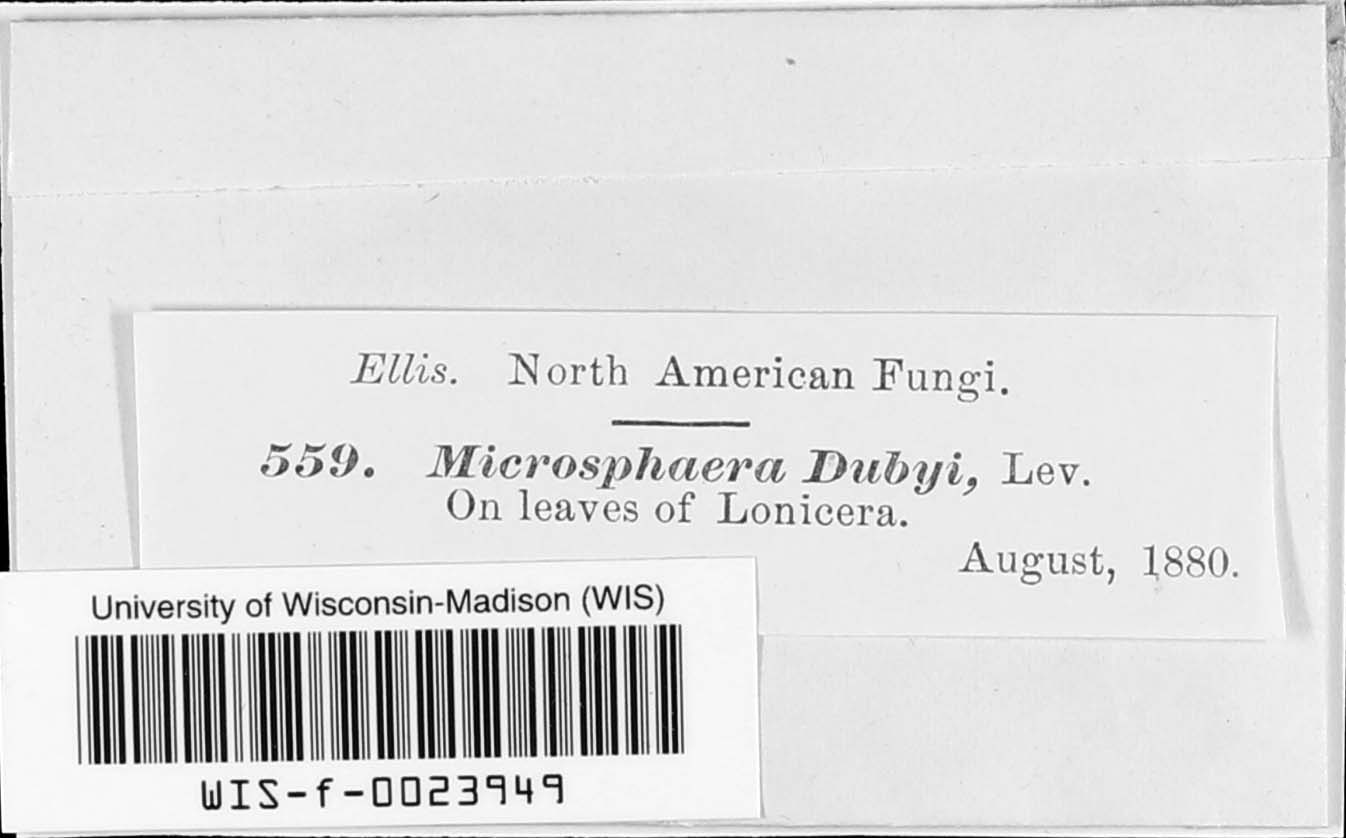 Ellis. North American Fungi.
559. Microsphaera Dubyi, Lev.
On leaves of Lonicera.
August, 1880.
University of Wisconsin-Madison (WIS)
WIS-f-0023949